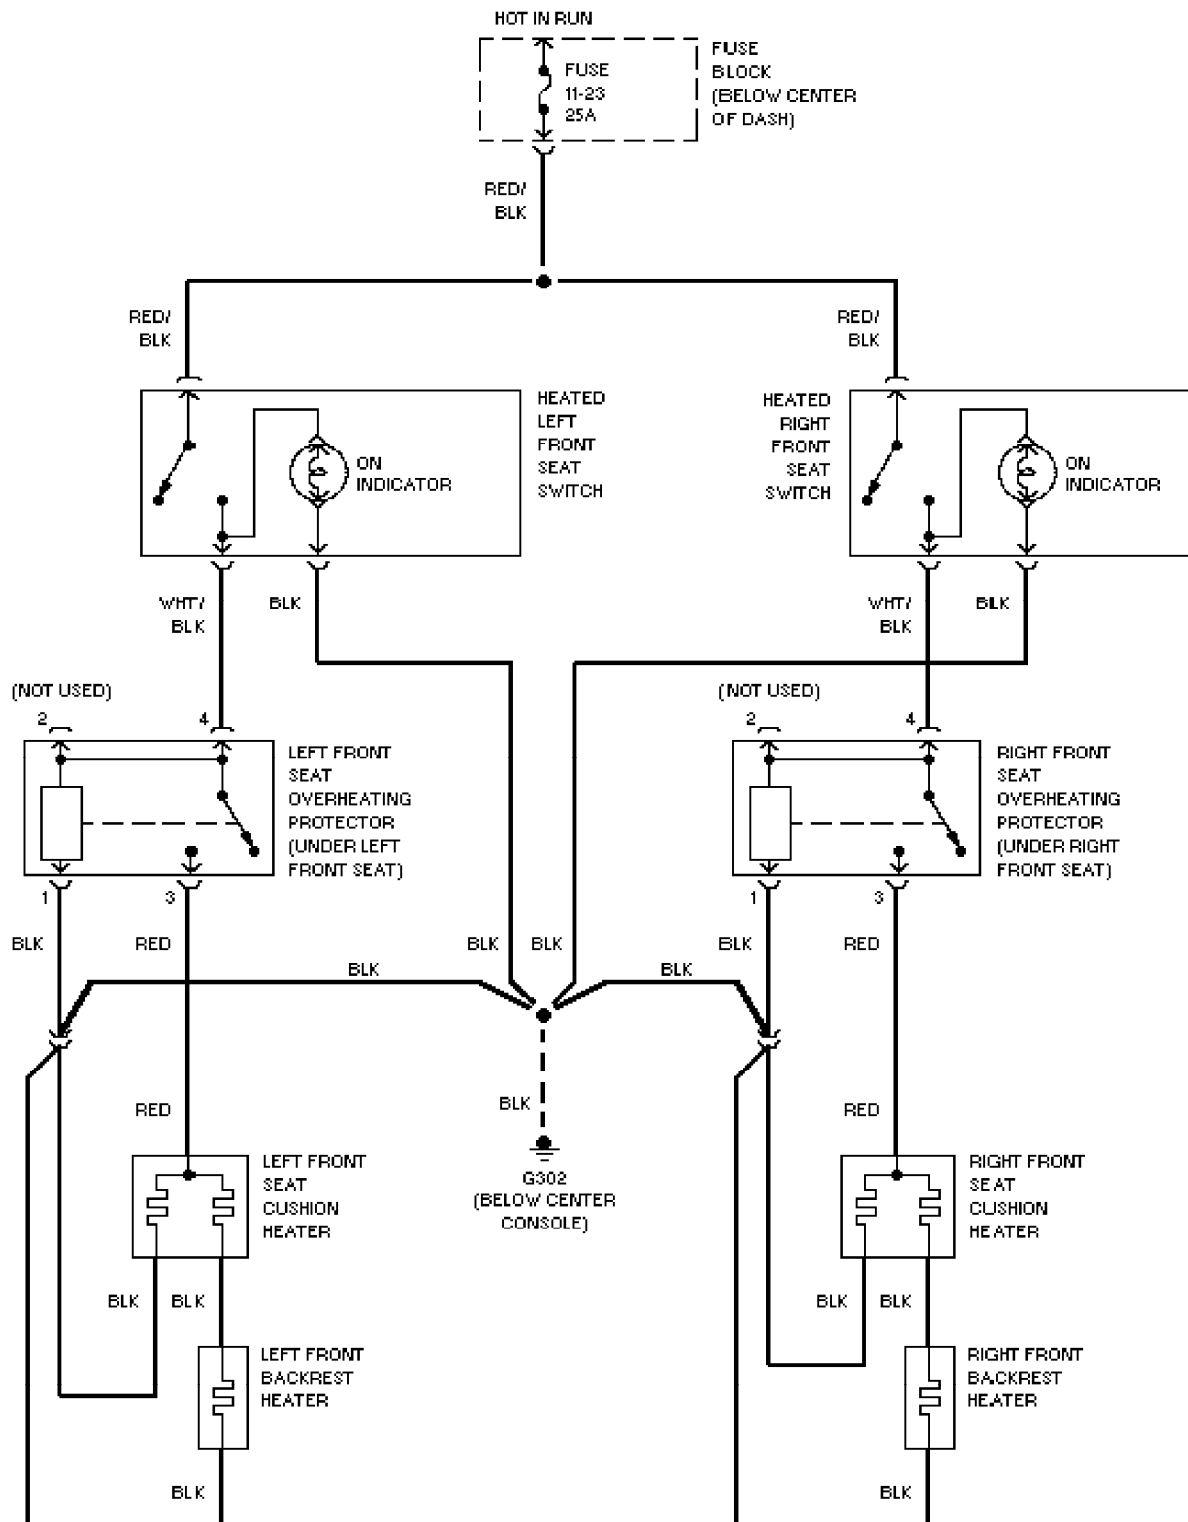 HOT IN RUN
FUSE
11-23
25A
FUSE
BLOCK
(BELOW CENTER
OF DASH)
RED/
BLK
RED/
BLK
RED/
BLK
HEATED
LEFT
FRONT
SEAT
SWITCH
HEATED
RIGHT
FRONT
SEAT
SWITCH
ON
INDICATOR
ON
INDICATOR
WHT/
BLK
BLK
WHT/
BLK
BLK
(NOT USED)
2
4
(NOT USED)
2
4
LEFT FRONT
SEAT
OVERHEATING
PROTECTOR
(UNDER LEFT
FRONT SEAT)
RIGHT FRONT
SEAT
OVERHEATING
PROTECTOR
(UNDER RIGHT
FRONT SEAT)
1
3
1
3
BLK
RED
BLK
BLK
BLK
RED
BLK
BLK
RED
BLK
RED
G302
(BELOW CENTER
CONSOLE)
LEFT FRONT
SEAT
CUSHION
HEATER
RIGHT FRONT
SEAT
CUSHION
HEATER
BLK
BLK
BLK
BLK
LEFT FRONT
BACKREST
HEATER
RIGHT FRONT
BACKREST
HEATER
BLK
BLK